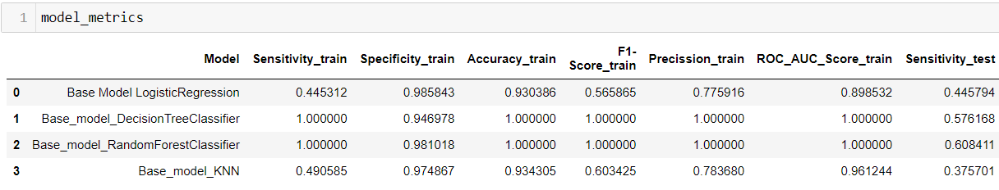 1 model_metrics
Model Sensitivity_train Specificity_train Accuracy_train F1-Score_train Precission_train ROC_AUC_Score_train Sensitivity_test
0 Base Model LogisticRegression 0.445312 0.985843 0.930386 0.565865 0.775916 0.898532 0.445794
1 Base_model_DecisionTreeClassifier 1.000000 0.946978 1.000000 1.000000 1.000000 1.000000 0.576168
2 Base_model_RandomForestClassifier 1.000000 0.981018 1.000000 1.000000 1.000000 1.000000 0.608411
3 Base_model_KNN 0.490585 0.974867 0.934305 0.603425 0.783680 0.961244 0.375701